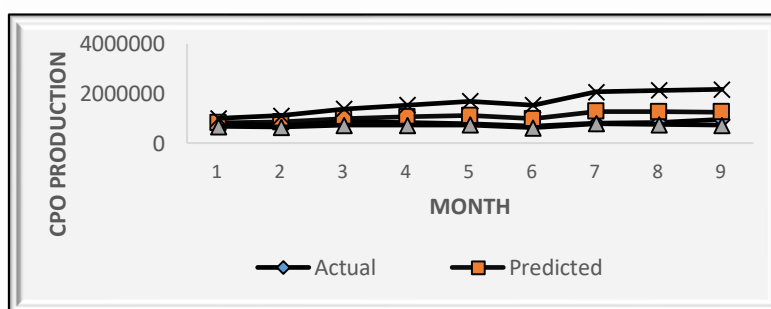 4000000
2000000
0
CPO PRODUCTION
1 2 3 4 5 6 7 8 9
MONTH
Actual Predicted